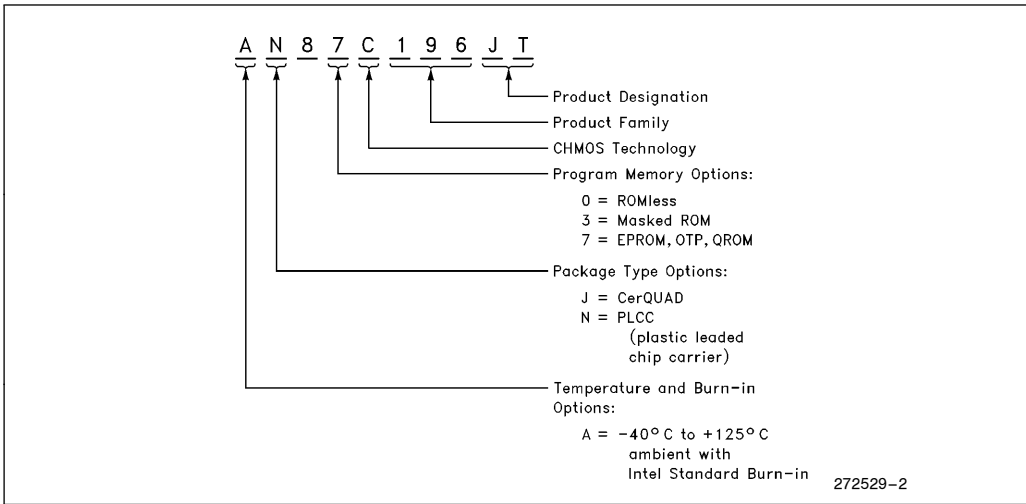 A N 8 7 C 1 9 6 J T
Product Designation
Product Family
CHMOS Technology
Program Memory Options:
0 = ROMless
3 = Masked ROM
7 = EPROM, OTP, QROM
Package Type Options:
J = CerQUAD
N = PLCC
(plastic leaded
chip carrier)
Temperature and Burn-in
Options:
A = -40°C to +125°C
ambient with
Intel Standard Burn-in
272529-2